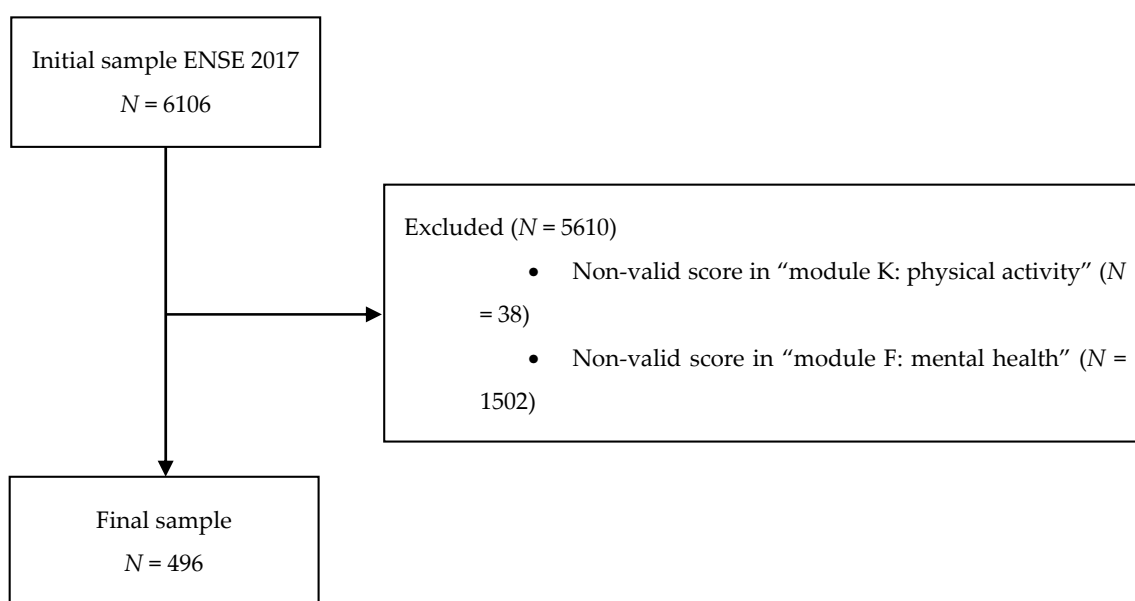 Initial sample ENSE 2017
N = 6106
Excluded (N = 5610)
• Non-valid score in “module K: physical activity” (N
= 38)
• Non-valid score in “module F: mental health” (N =
1502)
Final sample
N = 496